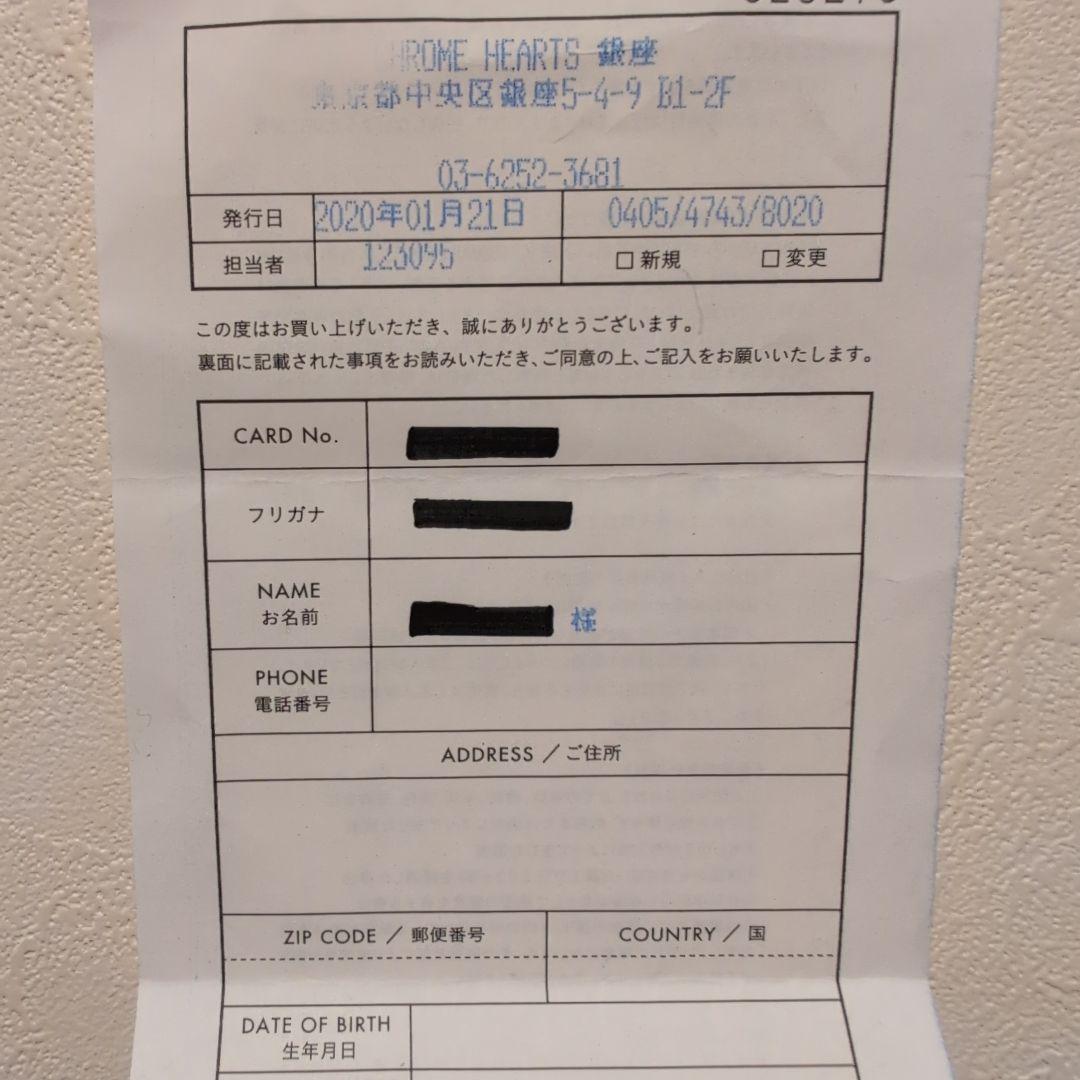 HROME HEARTS 銀座
東京都中央区銀座5-4-9 B1-2F
03-6252-3681
発行日 2020年01月21日 0405/4743/8020
担当者 123095 □ 新規 □ 変更
この度はお買い上げいただき、誠にありがとうございます。
裏面に記載された事項をお読みいただき、ご同意の上、ご記入をお願いいたします。
CARD No.
フリガナ
NAME
お名前 様
PHONE
電話番号
ADDRESS / ご住所
ZIP CODE / 郵便番号 COUNTRY / 国
DATE OF BIRTH
生年月日